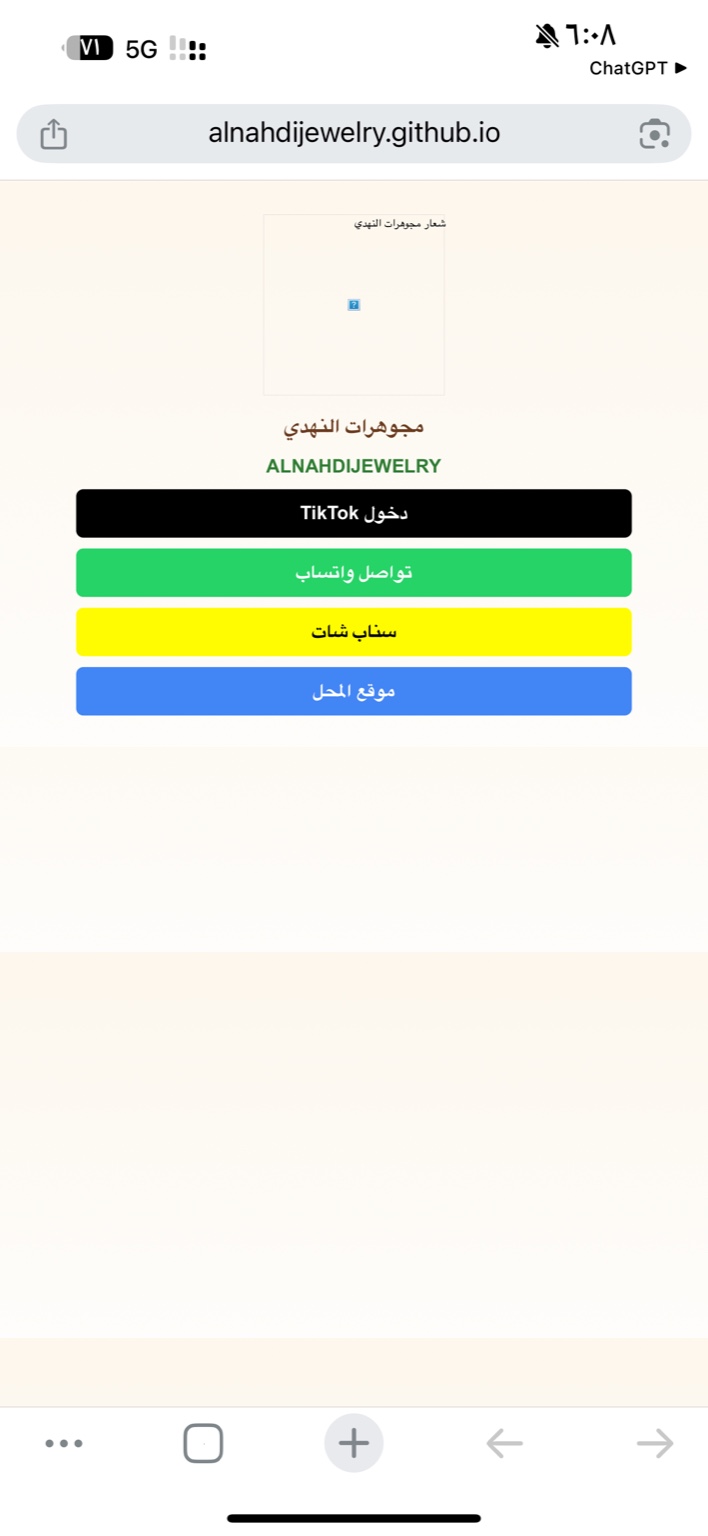 ٦:٠٨
5G
٧١
ChatGPT
alnahdijewelry.github.io
شعار مجوهرات النهدي
مجوهرات النهدي
ALNAHDIJEWELRY
دخول TikTok
تواصل واتساب
سناب شات
موقع المحل